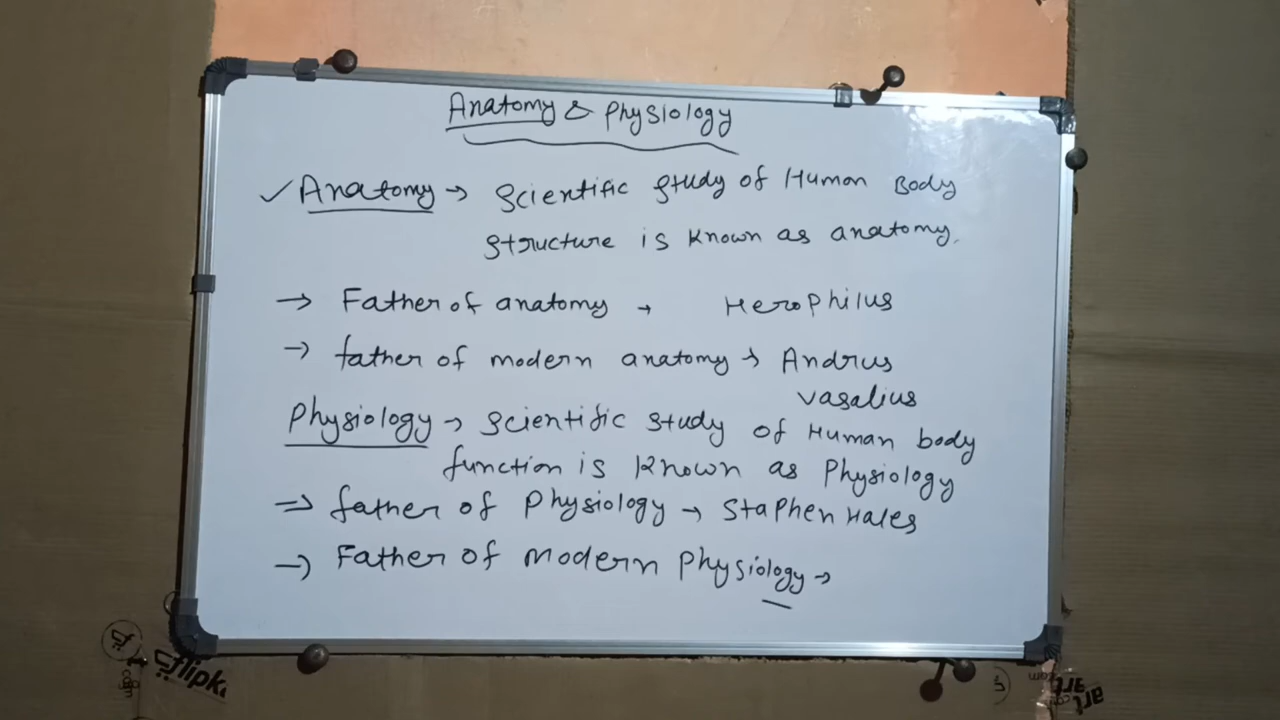 Anatomy & Physiology
✓ Anatomy → Scientific study of Human Body
structure is known as anatomy.
→ Father of anatomy → Herophilus
→ father of modern anatomy → Andrus
vasalius
Physiology → scientific study of Human body
function is known as Physiology
⇒ father of Physiology → Staphen Hales
→ Father of modern Physiology →
flipk